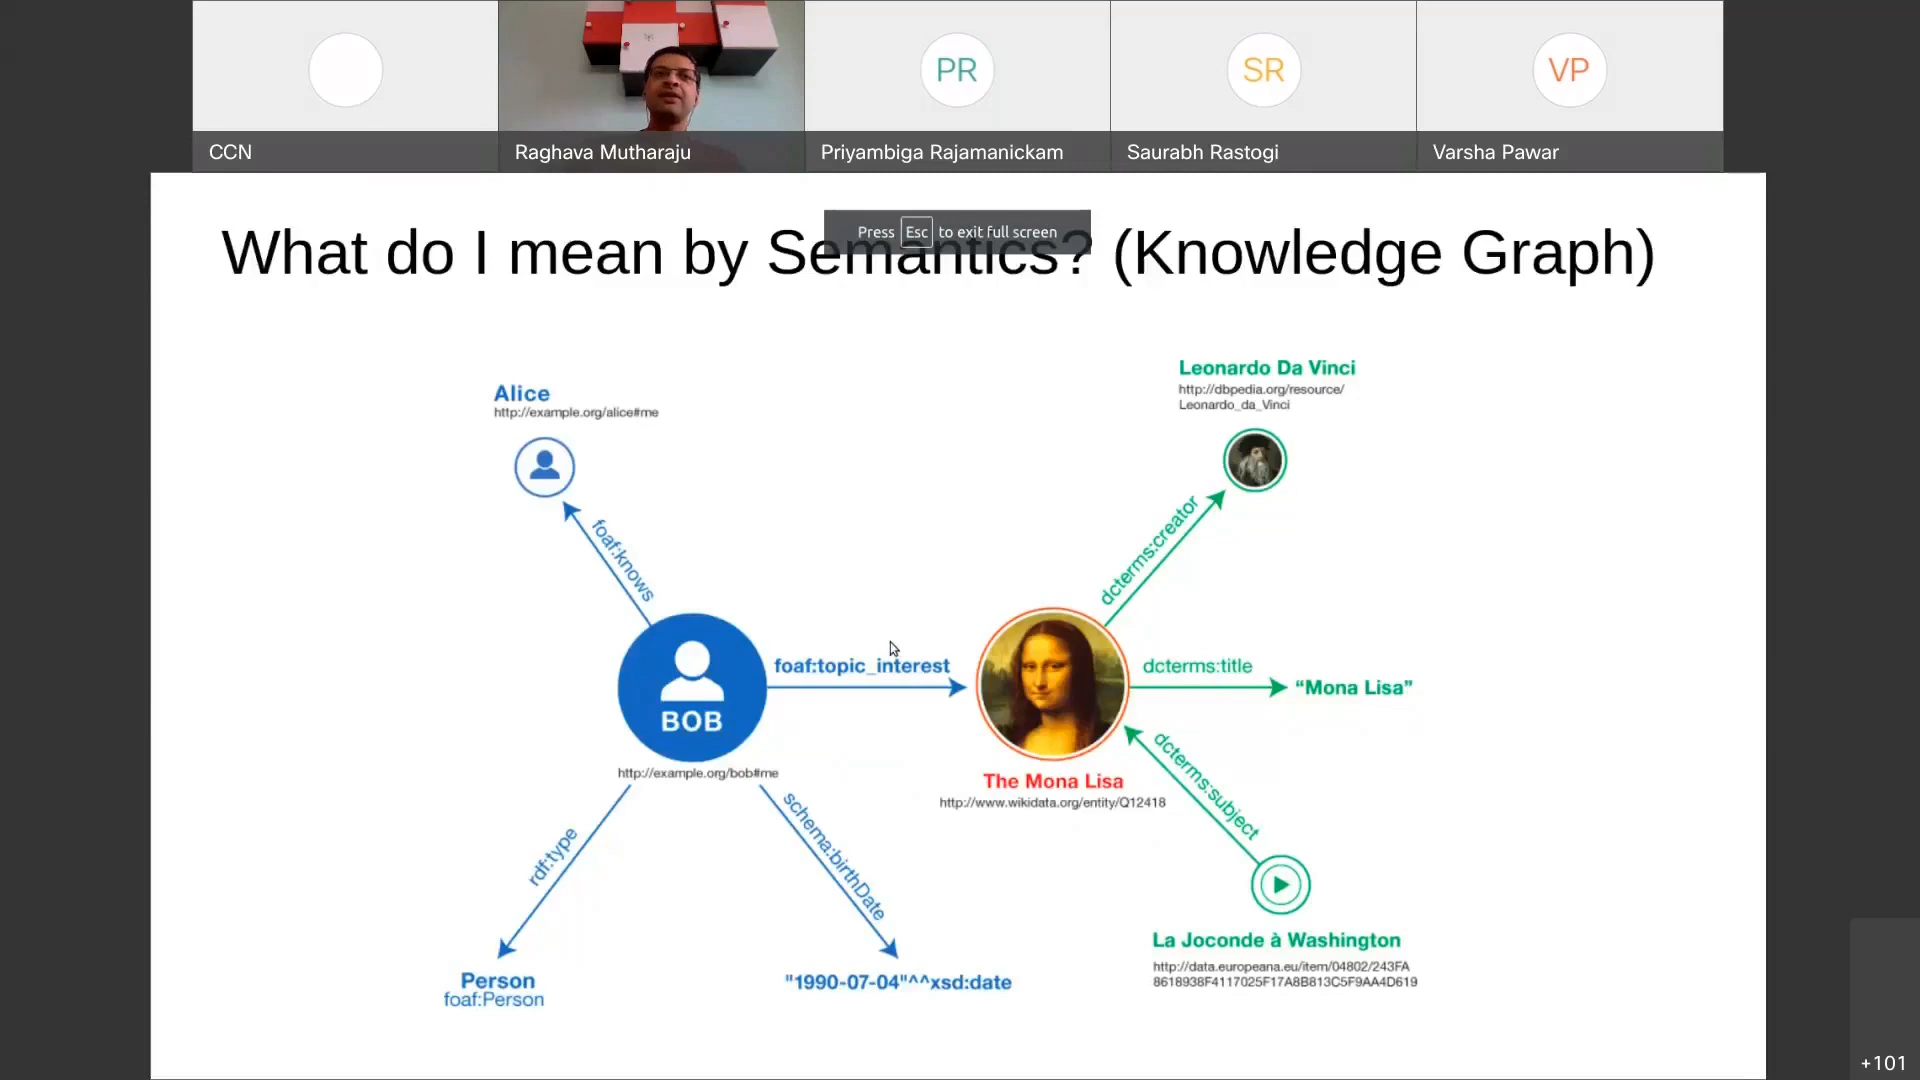 PR
SR
VP
CCN
Raghava Mutharaju
Priyambiga Rajamanickam
Saurabh Rastogi
Varsha Pawar
Press Esc to exit full screen
What do I mean by Semantics? (Knowledge Graph)
Leonardo Da Vinci
http://dbpedia.org/resource/
Leonardo_da_Vinci
Alice
http://example.org/alice#me
foaf:knows
dcterms:creator
foaf:topic_interest
dcterms:title
"Mona Lisa"
BOB
http://example.org/bob#me
The Mona Lisa
http://www.wikidata.org/entity/Q12418
dcterms:subject
rdf:type
schema:birthDate
La Joconde à Washington
http://data.europeana.eu/item/04802/243FA
8618938F4117025F17A8B813C5F9AA4D619
Person
foaf:Person
"1990-07-04"^^xsd:date
+101